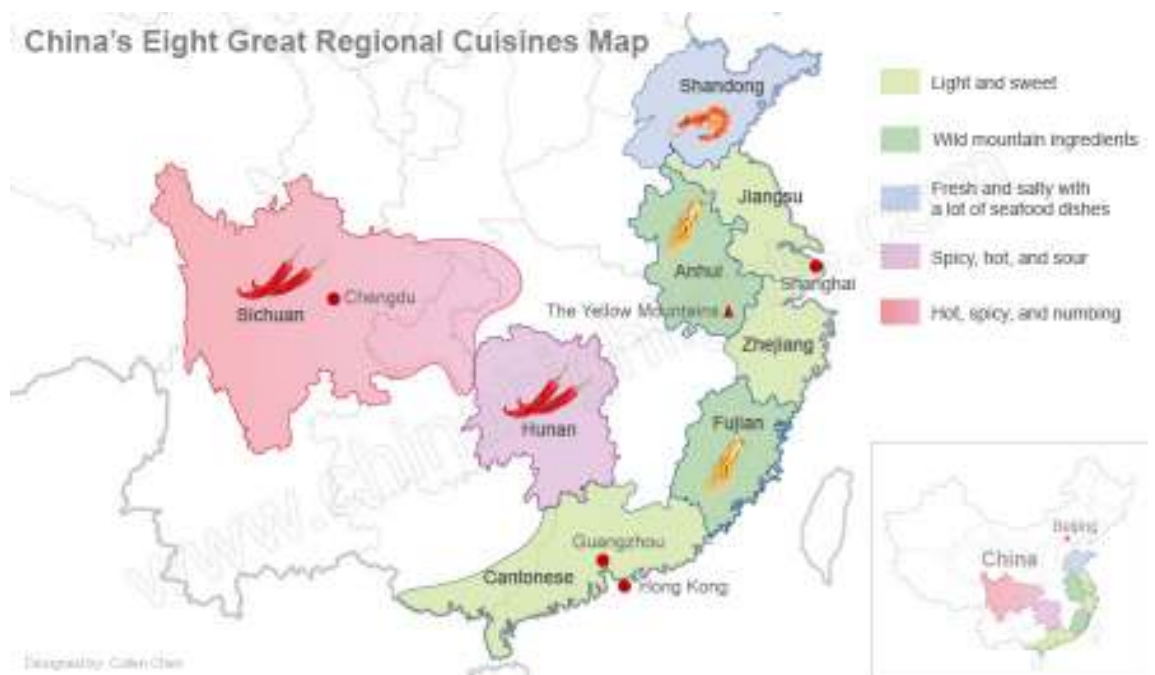 China's Eight Great Regional Cuisines Map
Shandong
Jiangsu
Anhui
Shanghai
The Yellow Mountains
Zhejiang
Chengdu
Sichuan
Hunan
Fujian
Guangzhou
Cantonese
Hong Kong
Light and sweet
Wild mountain ingredients
Fresh and salty with
a lot of seafood dishes
Spicy, hot, and sour
Hot, spicy, and numbing
Beijing
China
Designed by: